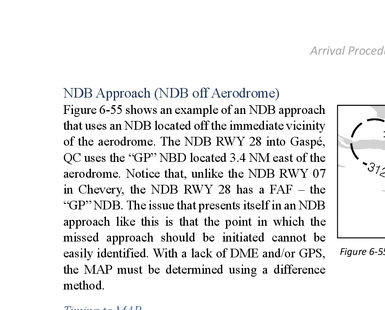 Arrival Proced
NDB Approach (NDB off Aerodrome)
Figure 6-55 shows an example of an NDB approach
that uses an NDB located off the immediate vicinity
of the aerodrome. The NDB RWY 28 into Gaspé,
QC uses the “GP” NBD located 3.4 NM east of the
aerodrome. Notice that, unlike the NDB RWY 07
in Chevery, the NDB RWY 28 has a FAF – the
“GP” NDB. The issue that presents itself in an NDB
approach like this is that the point in which the
missed approach should be initiated cannot be
easily identified. With a lack of DME and/or GPS,
the MAP must be determined using a difference
method.
Timing to MAP
312
Figure 6-55